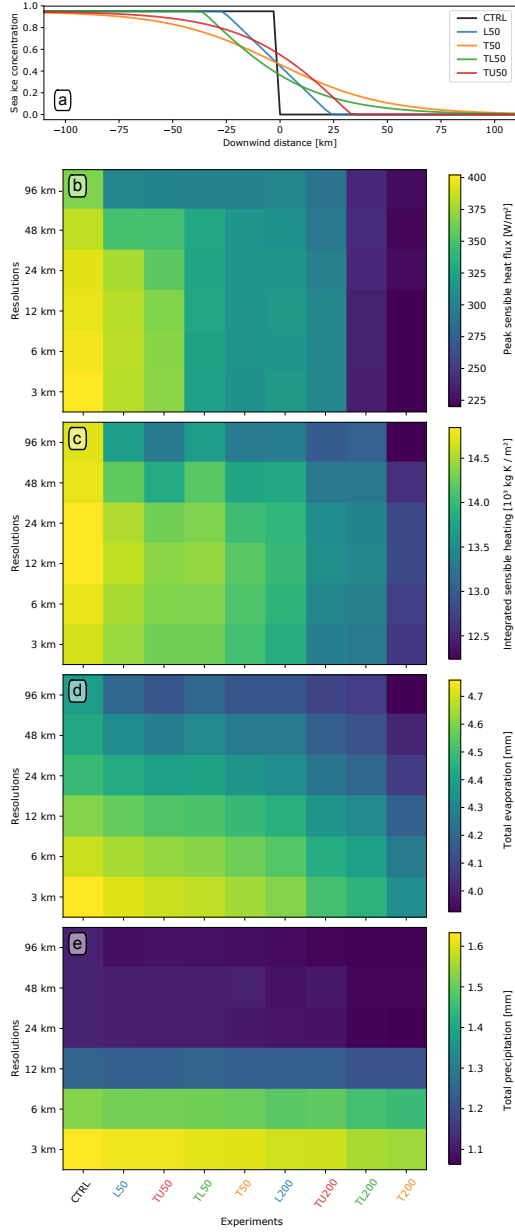 1.0
0.8
0.6
0.4
0.2
0.0
Sea ice concentration
a
CTRL
L50
T50
TL50
TU50
−100
−75
−50
−25
0
25
50
75
100
Downwind distance [km]
b
96 km
48 km
24 km
12 km
6 km
3 km
Resolutions
400
375
350
325
300
275
250
225
Peak sensible heat flux [W/m²]
c
96 km
48 km
24 km
12 km
6 km
3 km
Resolutions
14.5
14.0
13.5
13.0
12.5
Integrated sensible heating [10³ kg K / m²]
d
96 km
48 km
24 km
12 km
6 km
3 km
Resolutions
4.7
4.6
4.5
4.4
4.3
4.2
4.1
4.0
Total evaporation [mm]
e
96 km
48 km
24 km
12 km
6 km
3 km
Resolutions
1.6
1.5
1.4
1.3
1.2
1.1
Total precipitation [mm]
CTRL
L50
TU50
TL50
T50
L200
TU200
TL200
T200
Experiments